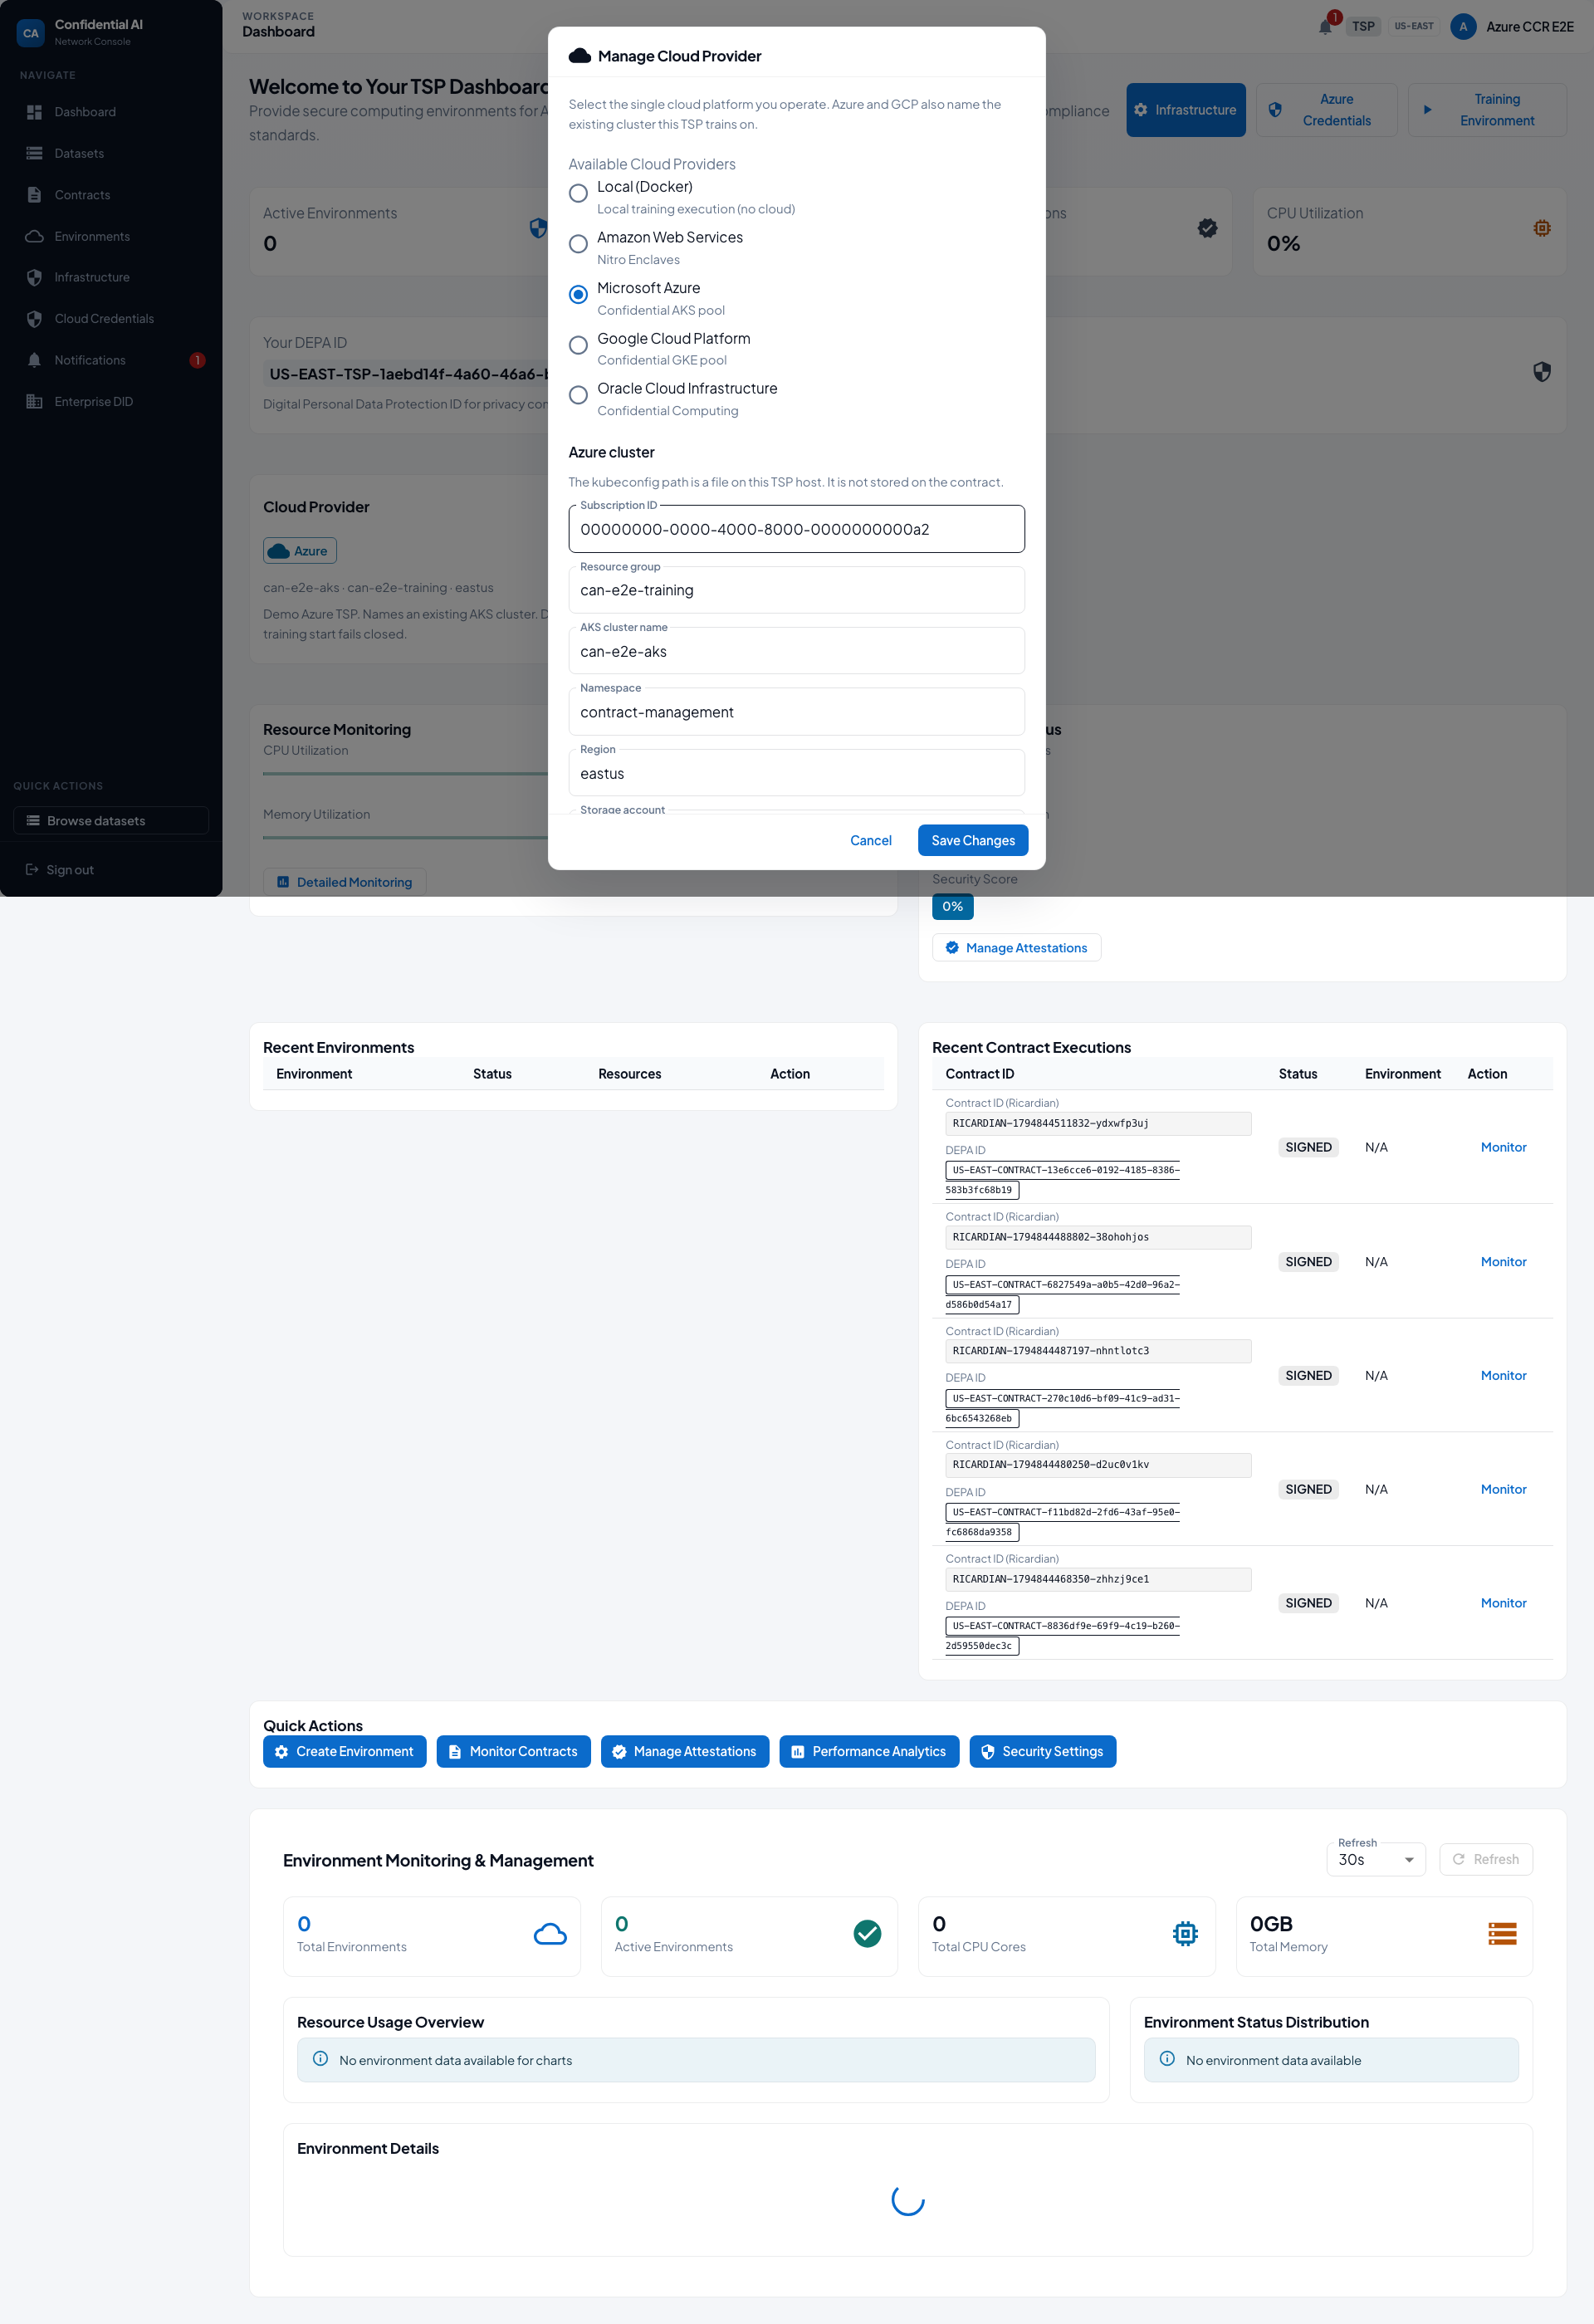 CA
Confidential AI
Network Console
NAVIGATE
Dashboard
Datasets
Contracts
Environments
Infrastructure
Cloud Credentials
Notifications
1
Enterprise DID
QUICK ACTIONS
Browse datasets
Sign out
WORKSPACE
Dashboard
1
TSP
US-EAST
A
Azure CCR E2E
Welcome to Your TSP Dashboard
Provide secure computing environments for A
mpliance
standards.
Infrastructure
Azure
Credentials
Training
Environment
Active Environments
0
ons
CPU Utilization
0%
Your DEPA ID
US-EAST-TSP-1aebd14f-4a60-46a6-b
Digital Personal Data Protection ID for privacy con
Cloud Provider
Azure
can-e2e-aks · can-e2e-training · eastus
Demo Azure TSP. Names an existing AKS cluster. D
training start fails closed.
Resource Monitoring
CPU Utilization
Memory Utilization
Detailed Monitoring
us
s
n
Security Score
0%
Manage Attestations
Manage Cloud Provider
Select the single cloud platform you operate. Azure and GCP also name the
existing cluster this TSP trains on.
Available Cloud Providers
Local (Docker)
Local training execution (no cloud)
Amazon Web Services
Nitro Enclaves
Microsoft Azure
Confidential AKS pool
Google Cloud Platform
Confidential GKE pool
Oracle Cloud Infrastructure
Confidential Computing
Azure cluster
The kubeconfig path is a file on this TSP host. It is not stored on the contract.
Subscription ID
00000000-0000-4000-8000-0000000000a2
Resource group
can-e2e-training
AKS cluster name
can-e2e-aks
Namespace
contract-management
Region
eastus
Storage account
Cancel
Save Changes
Recent Environments
Environment Status Resources Action
Recent Contract Executions
Contract ID Status Environment Action
Contract ID (Ricardian)
RICARDIAN-1794844511832-ydxwfp3uj
DEPA ID
US-EAST-CONTRACT-13e6cce6-0192-4185-8386-
583b3fc68b19
SIGNED N/A Monitor
Contract ID (Ricardian)
RICARDIAN-1794844488802-38ohohjos
DEPA ID
US-EAST-CONTRACT-6827549a-a0b5-42d0-96a2-
d586b0d54a17
SIGNED N/A Monitor
Contract ID (Ricardian)
RICARDIAN-1794844487197-nhntlotc3
DEPA ID
US-EAST-CONTRACT-270c10d6-bf09-41c9-ad31-
6bc6543268eb
SIGNED N/A Monitor
Contract ID (Ricardian)
RICARDIAN-1794844480250-d2uc0v1kv
DEPA ID
US-EAST-CONTRACT-f11bd82d-2fd6-43af-95e0-
fc6868da9358
SIGNED N/A Monitor
Contract ID (Ricardian)
RICARDIAN-1794844468350-zhhzj9ce1
DEPA ID
US-EAST-CONTRACT-8836df9e-69f9-4c19-b260-
2d59550dec3c
SIGNED N/A Monitor
Quick Actions
Create Environment
Monitor Contracts
Manage Attestations
Performance Analytics
Security Settings
Environment Monitoring & Management
Refresh
30s
Refresh
0
Total Environments
0
Active Environments
0
Total CPU Cores
0GB
Total Memory
Resource Usage Overview
No environment data available for charts
Environment Status Distribution
No environment data available
Environment Details